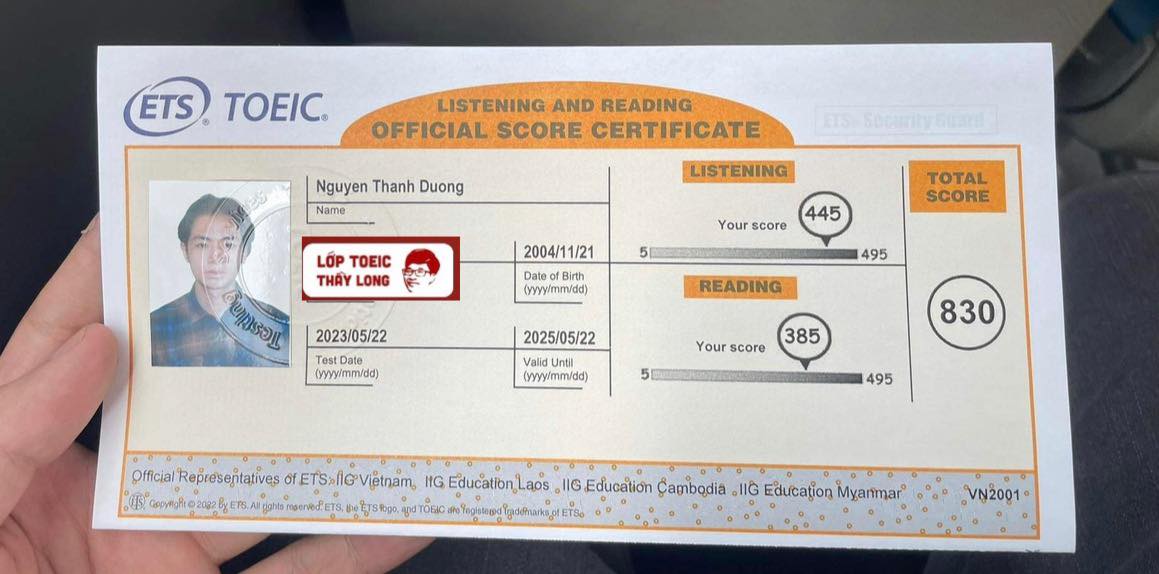 ETS® TOEIC®
LISTENING AND READING
OFFICIAL SCORE CERTIFICATE
ETS® Security Guard
Nguyen Thanh Duong
Name
LỚP TOEIC
THẦY LONG
2004/11/21
Date of Birth
(yyyy/mm/dd)
2023/05/22
Test Date
(yyyy/mm/dd)
2025/05/22
Valid Until
(yyyy/mm/dd)
LISTENING
Your score
445
5
495
READING
Your score
385
5
495
TOTAL
SCORE
830
Official Representatives of ETS: IIG Vietnam, IIG Education Laos, IIG Education Cambodia, IIG Education Myanmar
VN2001
ETS Copyright © 2022 by ETS. All rights reserved. ETS, the ETS logo, and TOEIC are registered trademarks of ETS.